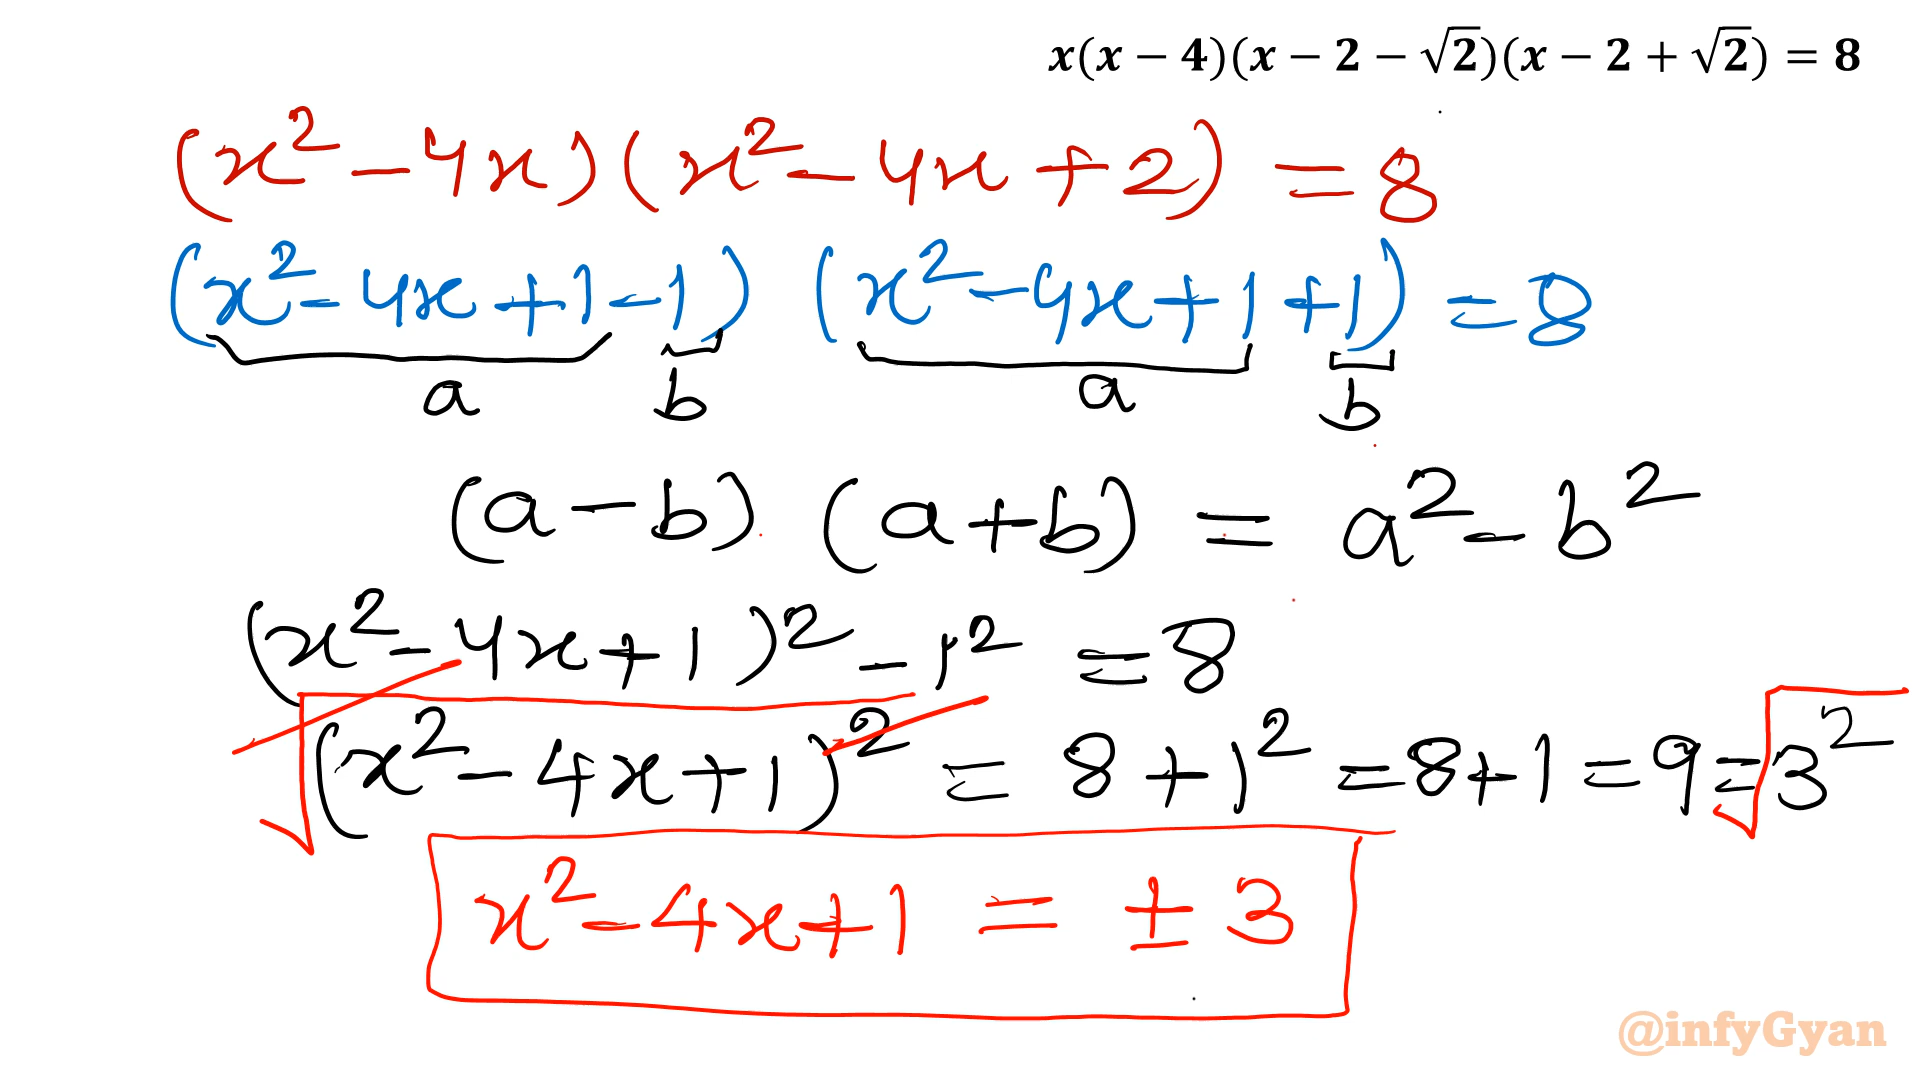 x(x − 4)(x − 2 − √2)(x − 2 + √2) = 8
(x² − 4x)(x² − 4x + 2) = 8
(x² − 4x + 1 − 1) (x² − 4x + 1 + 1) = 8
a b a b
(a − b) (a + b) = a² − b²
(x² − 4x + 1)² − 1² = 8
√(x² − 4x + 1)² = 8 + 1² = 8 + 1 = 9 = √3²
x² − 4x + 1 = ± 3
@infyGyan